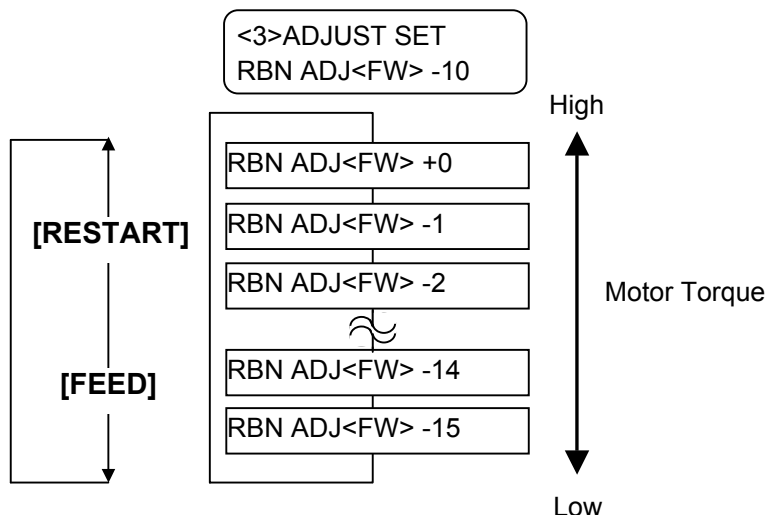 <3>ADJUST SET
RBN ADJ<FW> -10
High
RBN ADJ<FW> +0
[RESTART]
RBN ADJ<FW> -1
RBN ADJ<FW> -2
Motor Torque
[FEED]
RBN ADJ<FW> -14
RBN ADJ<FW> -15
Low